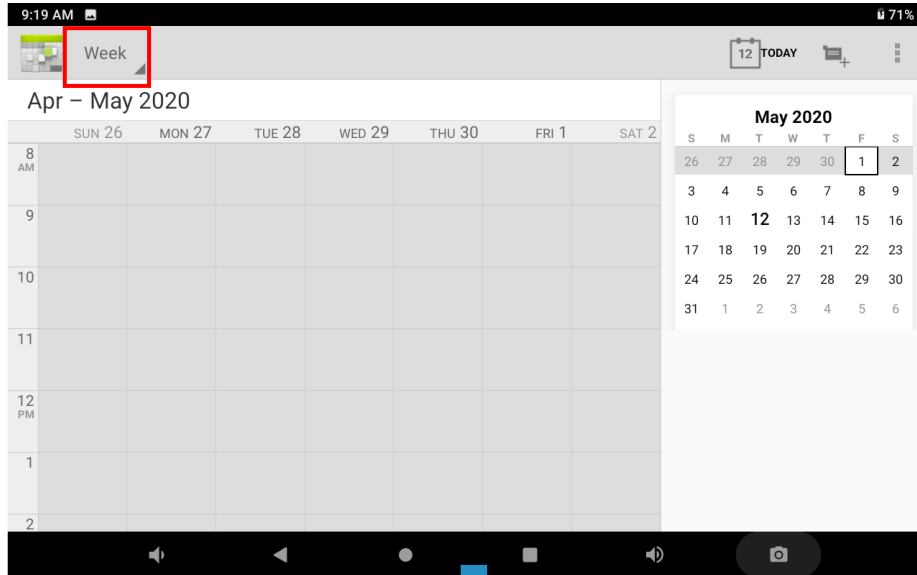 9:19 AM 71%
Week 12 TODAY
Apr – May 2020
SUN 26 MON 27 TUE 28 WED 29 THU 30 FRI 1 SAT 2
8
AM
9
10
11
12
PM
1
2
May 2020
S M T W T F S
26 27 28 29 30 1 2
3 4 5 6 7 8 9
10 11 12 13 14 15 16
17 18 19 20 21 22 23
24 25 26 27 28 29 30
31 1 2 3 4 5 6